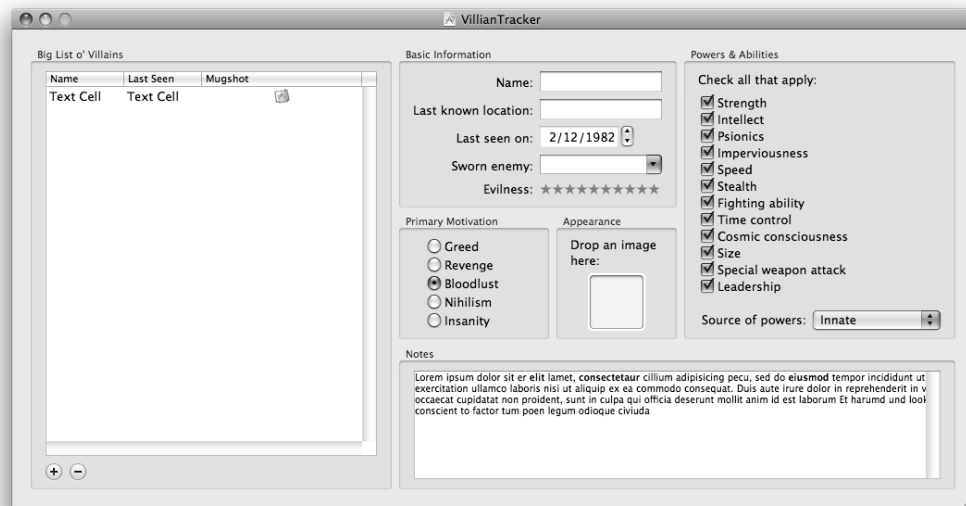 VillianTracker
Big List o' Villains
Name Last Seen Mugshot
Text Cell Text Cell
Basic Information
Name:
Last known location:
Last seen on: 2/12/1982
Sworn enemy:
Evilness: ★★★★★★★★★★
Primary Motivation
Greed
Revenge
Bloodlust
Nihilism
Insanity
Appearance
Drop an image
here:
Powers & Abilities
Check all that apply:
Strength
Intellect
Psionics
Imperviousness
Speed
Stealth
Fighting ability
Time control
Cosmic consciousness
Size
Special weapon attack
Leadership
Source of powers: Innate
Notes
Lorem ipsum dolor sit er elit lamet, consectetaur cillium adipisicing pecu, sed do eiusmod tempor incididunt ut
exercitation ullamco laboris nisi ut aliquip ex ea commodo consequat. Duis aute irure dolor in reprehenderit in v
occaecat cupidatat non proident, sunt in culpa qui officia deserunt mollit anim id est laborum Et harumd und look
conscient to factor tum poen legum odioque civiuda